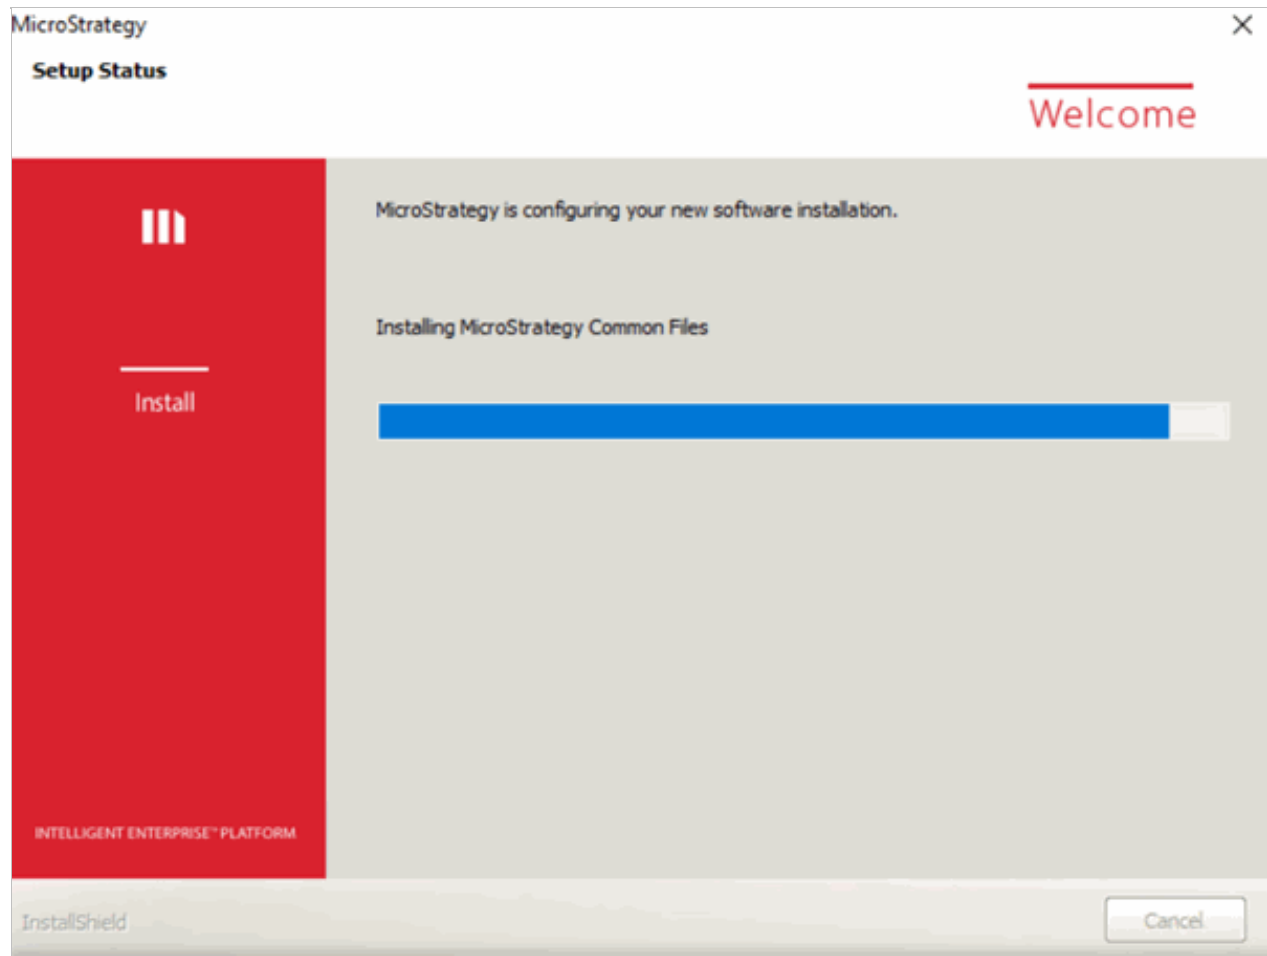 MicroStrategy
Setup Status
Welcome
MicroStrategy is configuring your new software installation.
Installing MicroStrategy Common Files
Install
INTELLIGENT ENTERPRISE™ PLATFORM
InstallShield
Cancel